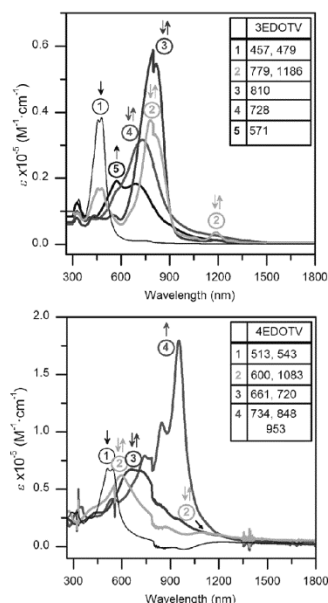 3EDOTV
1 457, 479
2 779, 1186
3 810
4 728
5 571
ε x10⁻⁵ (M⁻¹·cm⁻¹)
0.6
0.4
0.2
0.0
1
2
3
4
5
2
300 600 900 1200 1500 1800
Wavelength (nm)
4EDOTV
1 513, 543
2 600, 1083
3 661, 720
4 734, 848
953
ε x10⁻⁵ (M⁻¹·cm⁻¹)
2.0
1.5
1.0
0.5
0.0
4
1
2
3
2
300 600 900 1200 1500 1800
Wavelength (nm)